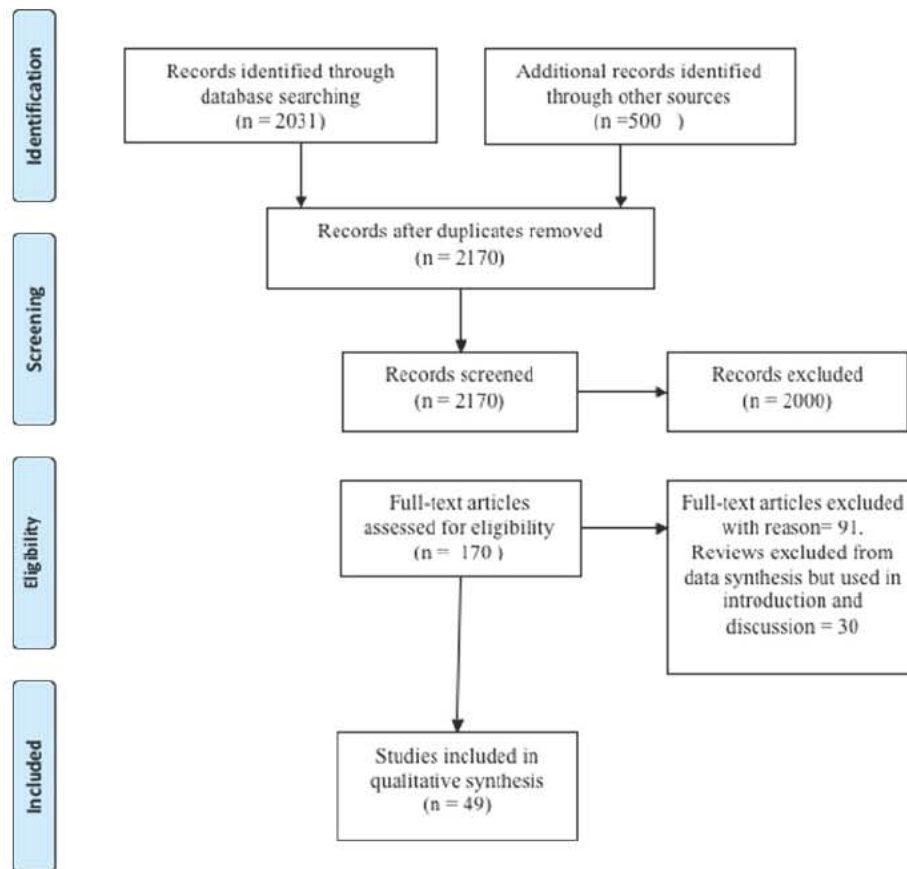 Identification
Records identified through
database searching
(n = 2031)
Additional records identified
through other sources
(n =500   )
Records after duplicates removed
(n = 2170)
Screening
Records screened
(n = 2170)
Records excluded
(n = 2000)
Eligibility
Full-text articles
assessed for eligibility
(n =  170 )
Full-text articles excluded
with reason= 91.
Reviews excluded from
data synthesis but used in
introduction and
discussion = 30
Included
Studies included in
qualitative synthesis
(n = 49)